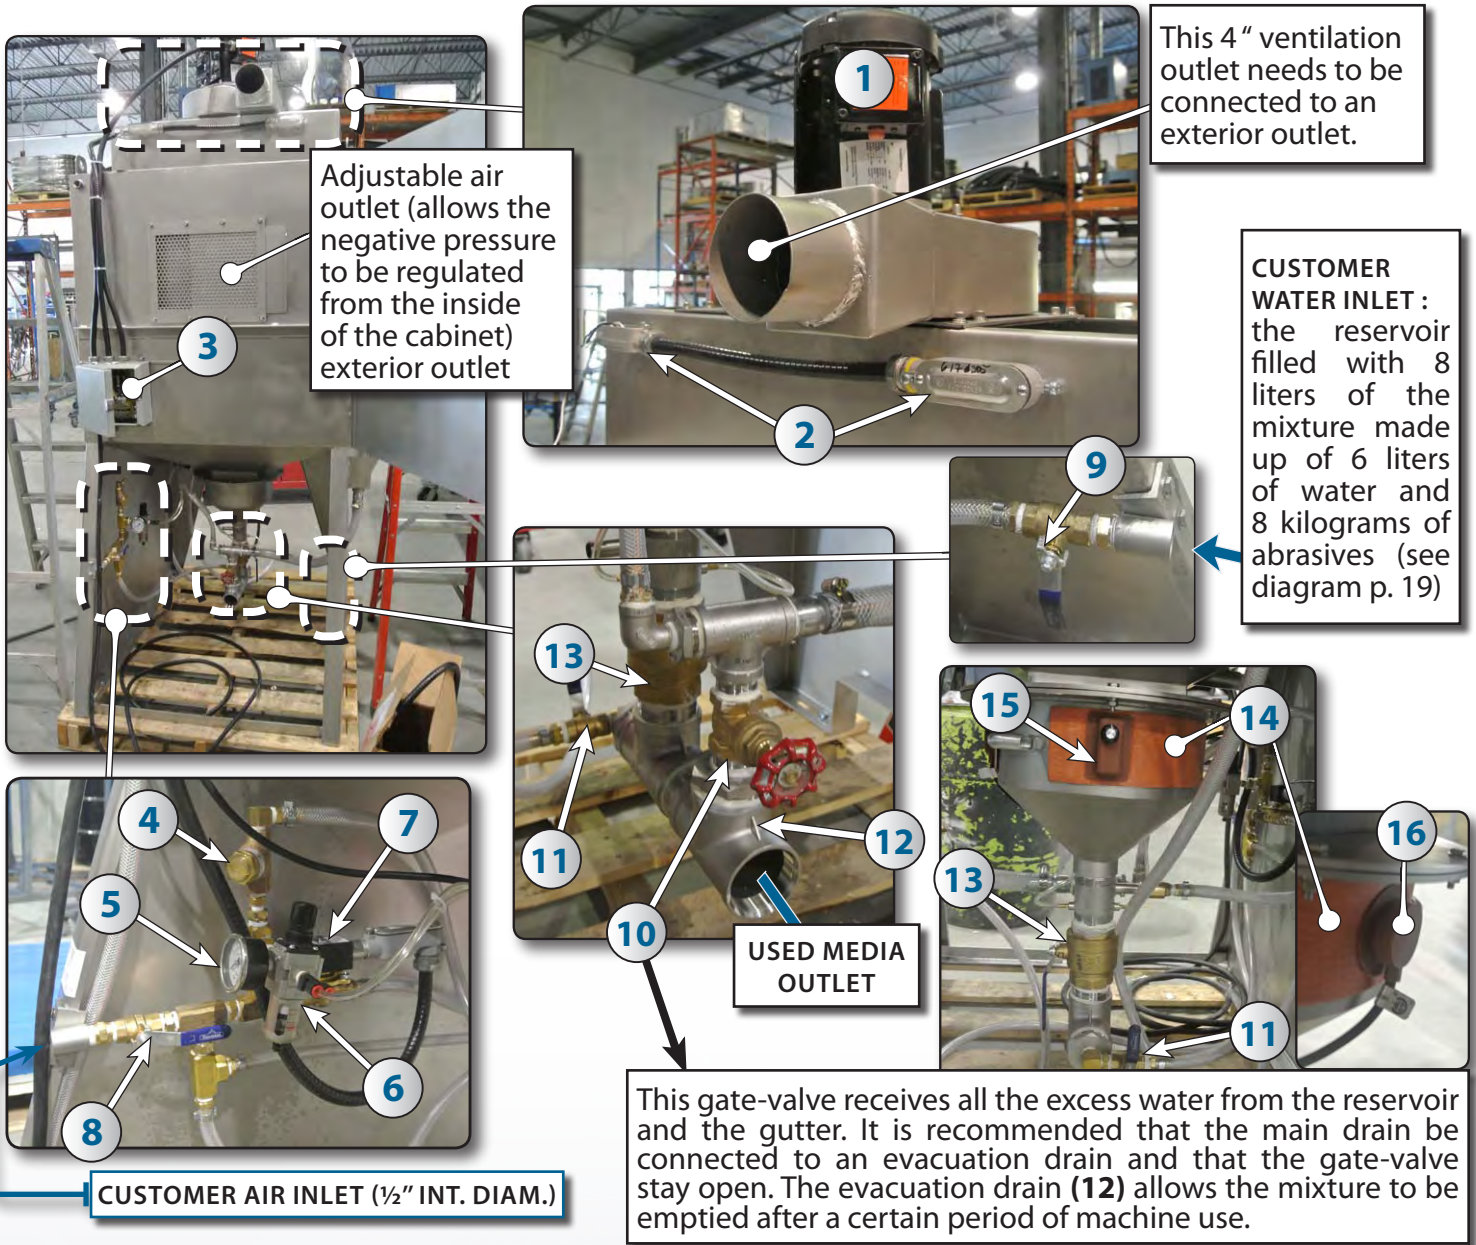 1
This 4 “ ventilation
outlet needs to be
connected to an
exterior outlet.
Adjustable air
outlet (allows the
negative pressure
to be regulated
from the inside
of the cabinet)
exterior outlet
3
2
CUSTOMER
WATER INLET :
the reservoir
filled with 8
liters of the
mixture made
up of 6 liters
of water and
8 kilograms of
abrasives (see
diagram p. 19)
9
13
11
12
10
USED MEDIA
OUTLET
15
14
16
13
11
4
7
5
6
8
CUSTOMER AIR INLET (½” INT. DIAM.)
This gate-valve receives all the excess water from the reservoir
and the gutter. It is recommended that the main drain be
connected to an evacuation drain and that the gate-valve
stay open. The evacuation drain (12) allows the mixture to be
emptied after a certain period of machine use.